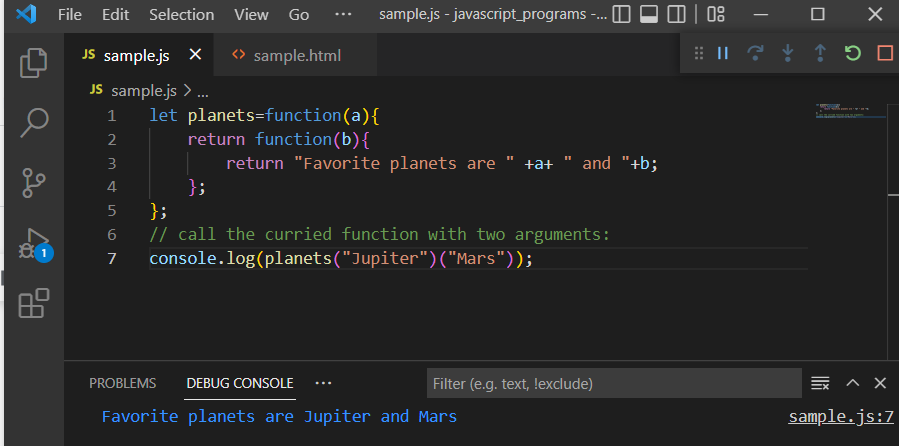 File Edit Selection View Go ··· sample.js - javascript_programs -...
JS sample.js <> sample.html
JS sample.js > ...
1 let planets=function(a){
2     return function(b){
3         return "Favorite planets are " +a+ " and "+b;
4     };
5 };
6 // call the curried function with two arguments:
7 console.log(planets("Jupiter")("Mars"));
1
PROBLEMS DEBUG CONSOLE ··· Filter (e.g. text, !exclude)
Favorite planets are Jupiter and Mars sample.js:7